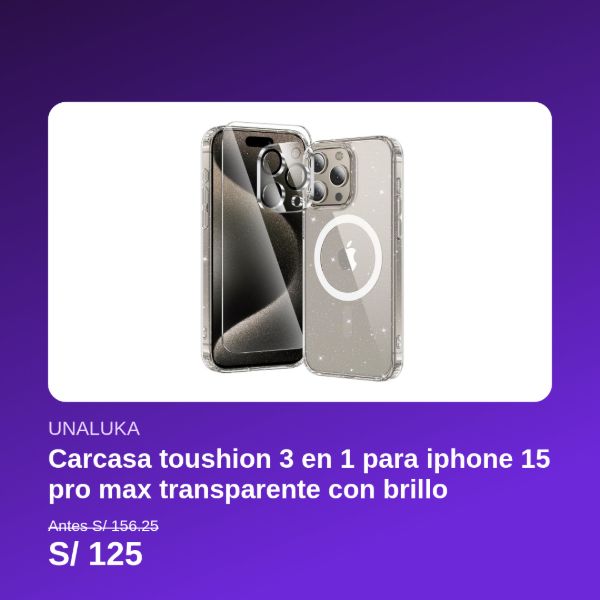 UNALUKA
Carcasa toushion 3 en 1 para iphone 15
pro max transparente con brillo
Antes S/ 156.25
S/ 125